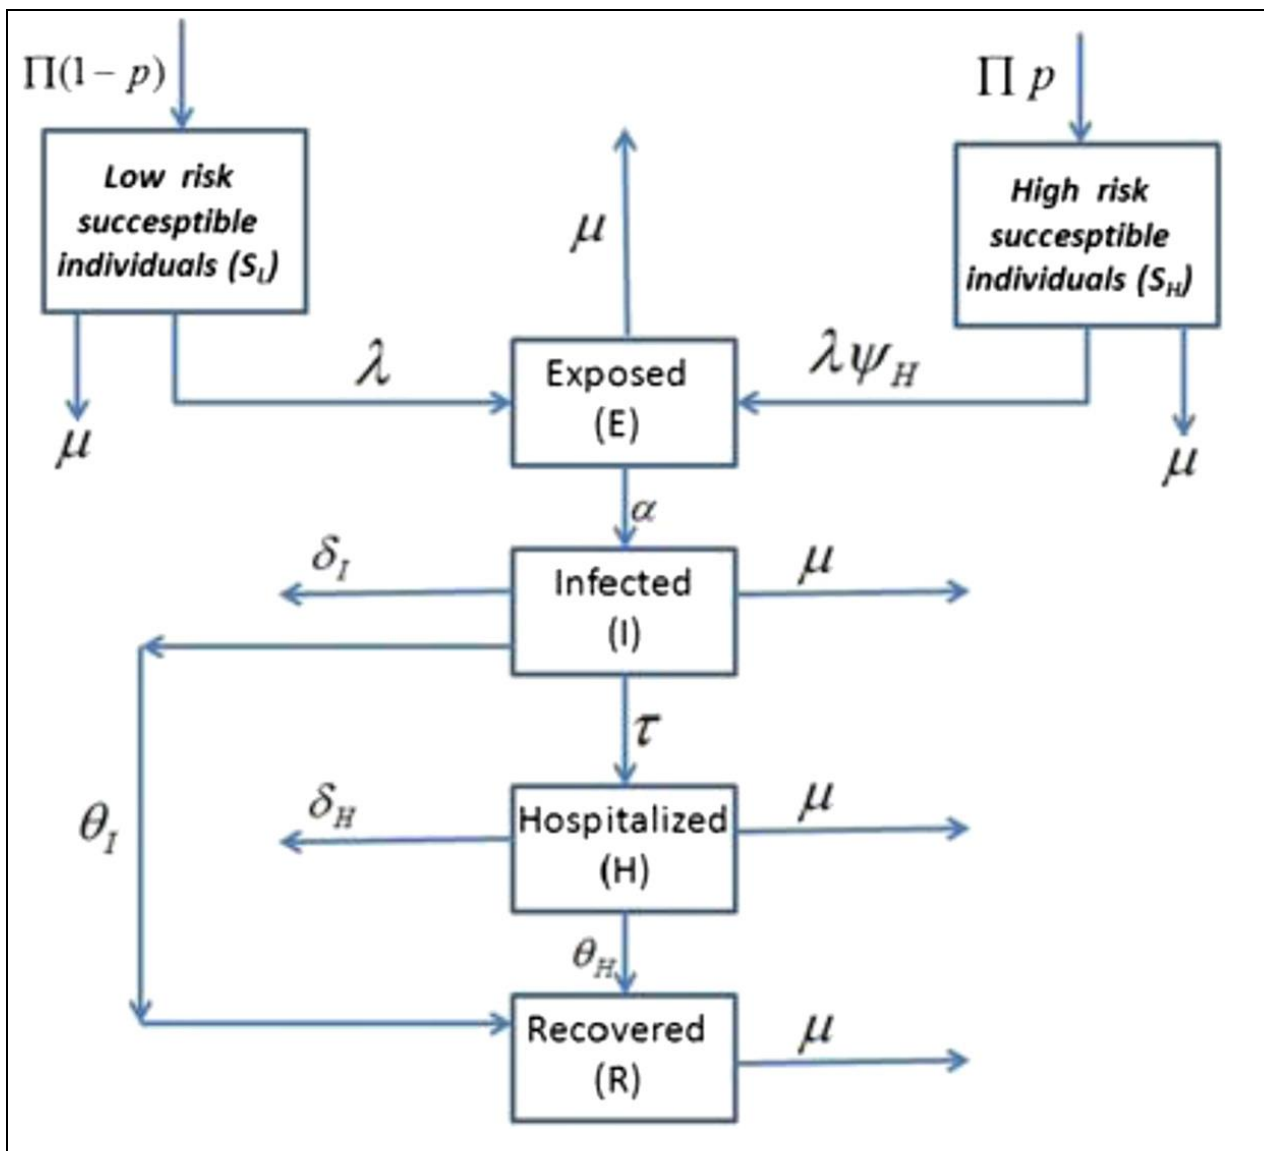 Π(1 − p)
Low risk
succesptible
individuals (S_L)
μ
λ
μ
Π p
High risk
succesptible
individuals (S_H)
λψ_H
μ
Exposed
(E)
α
δ_I
Infected
(I)
μ
τ
θ_I
δ_H
Hospitalized
(H)
μ
θ_H
Recovered
(R)
μ